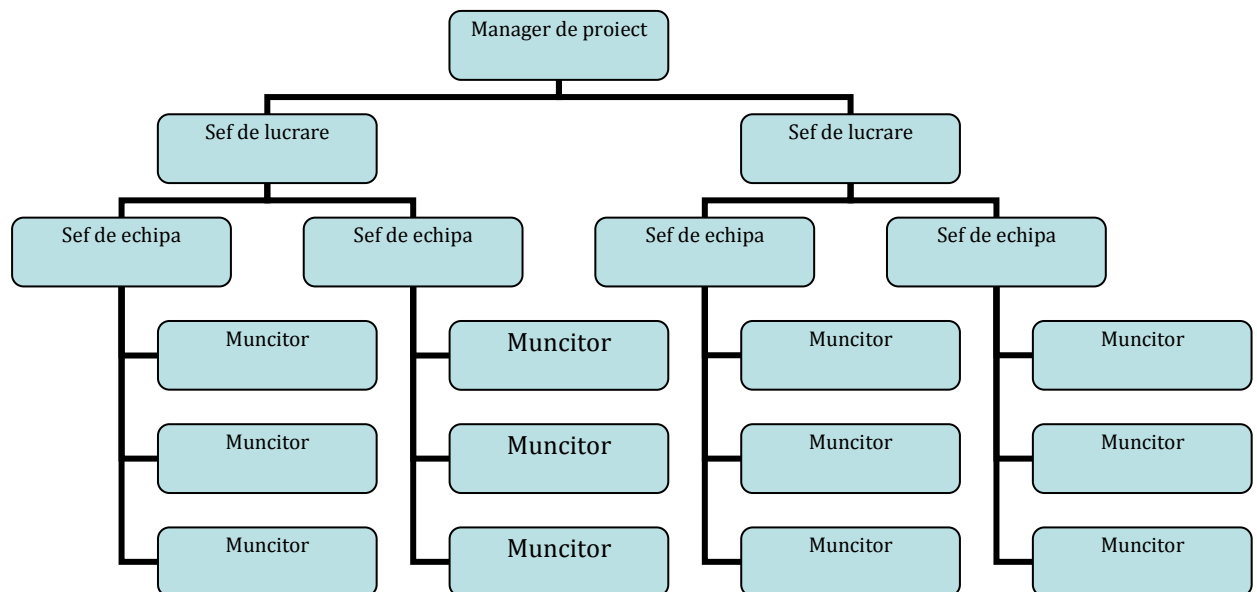 Manager de proiect
Sef de lucrare
Sef de lucrare
Sef de echipa
Sef de echipa
Sef de echipa
Sef de echipa
Muncitor
Muncitor
Muncitor
Muncitor
Muncitor
Muncitor
Muncitor
Muncitor
Muncitor
Muncitor
Muncitor
Muncitor